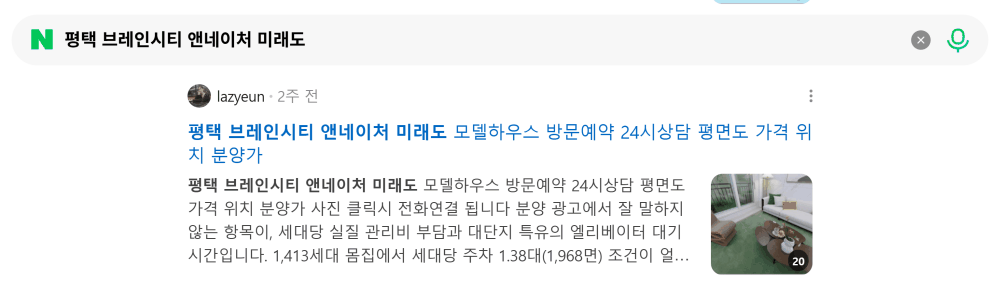 N 평택 브레인시티 앤네이처 미래도
lazyeun · 2주 전
평택 브레인시티 앤네이처 미래도 모델하우스 방문예약 24시상담 평면도 가격 위
치 분양가
평택 브레인시티 앤네이처 미래도 모델하우스 방문예약 24시상담 평면도
가격 위치 분양가 사진 클릭시 전화연결 됩니다 분양 광고에서 잘 말하지
않는 항목이, 세대당 실질 관리비 부담과 대단지 특유의 엘리베이터 대기
시간입니다. 1,413세대 몸집에서 세대당 주차 1.38대(1,968면) 조건이 얼...
20